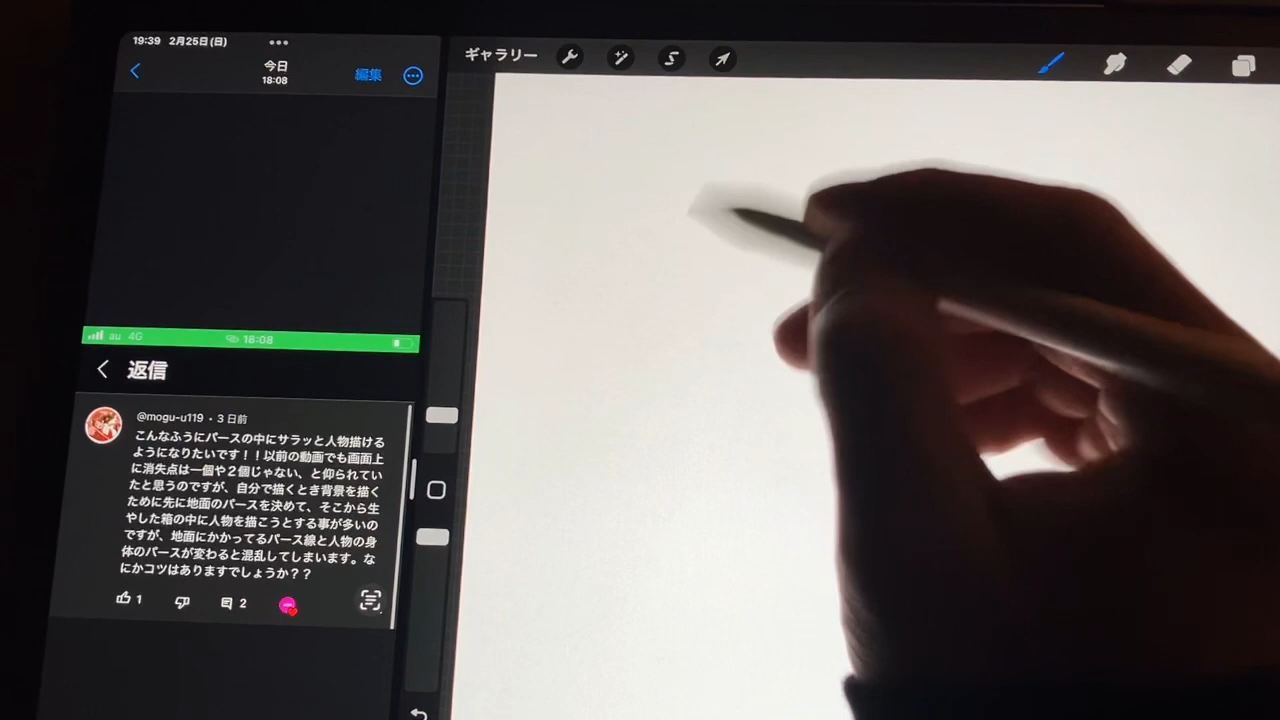 19:39 2月25日(日)
今日
18:08
編集
ギャラリー
au 4G
18:08
返信
@mogu-u119・3日前
こんなふうにパースの中にサラッと人物描ける
ようになりたいです！！以前の動画でも画面上
に消失点は一個や２個じゃない、と仰られてい
たと思うのですが、自分で描くとき背景を描く
ために先に地面のパースを決めて、そこから生
やした箱の中に人物を描こうとする事が多いの
ですが、地面にかかってるパース線と人物の身
体のパースが変わると混乱してしまいます。な
にかコツはありますでしょうか？？
1
2